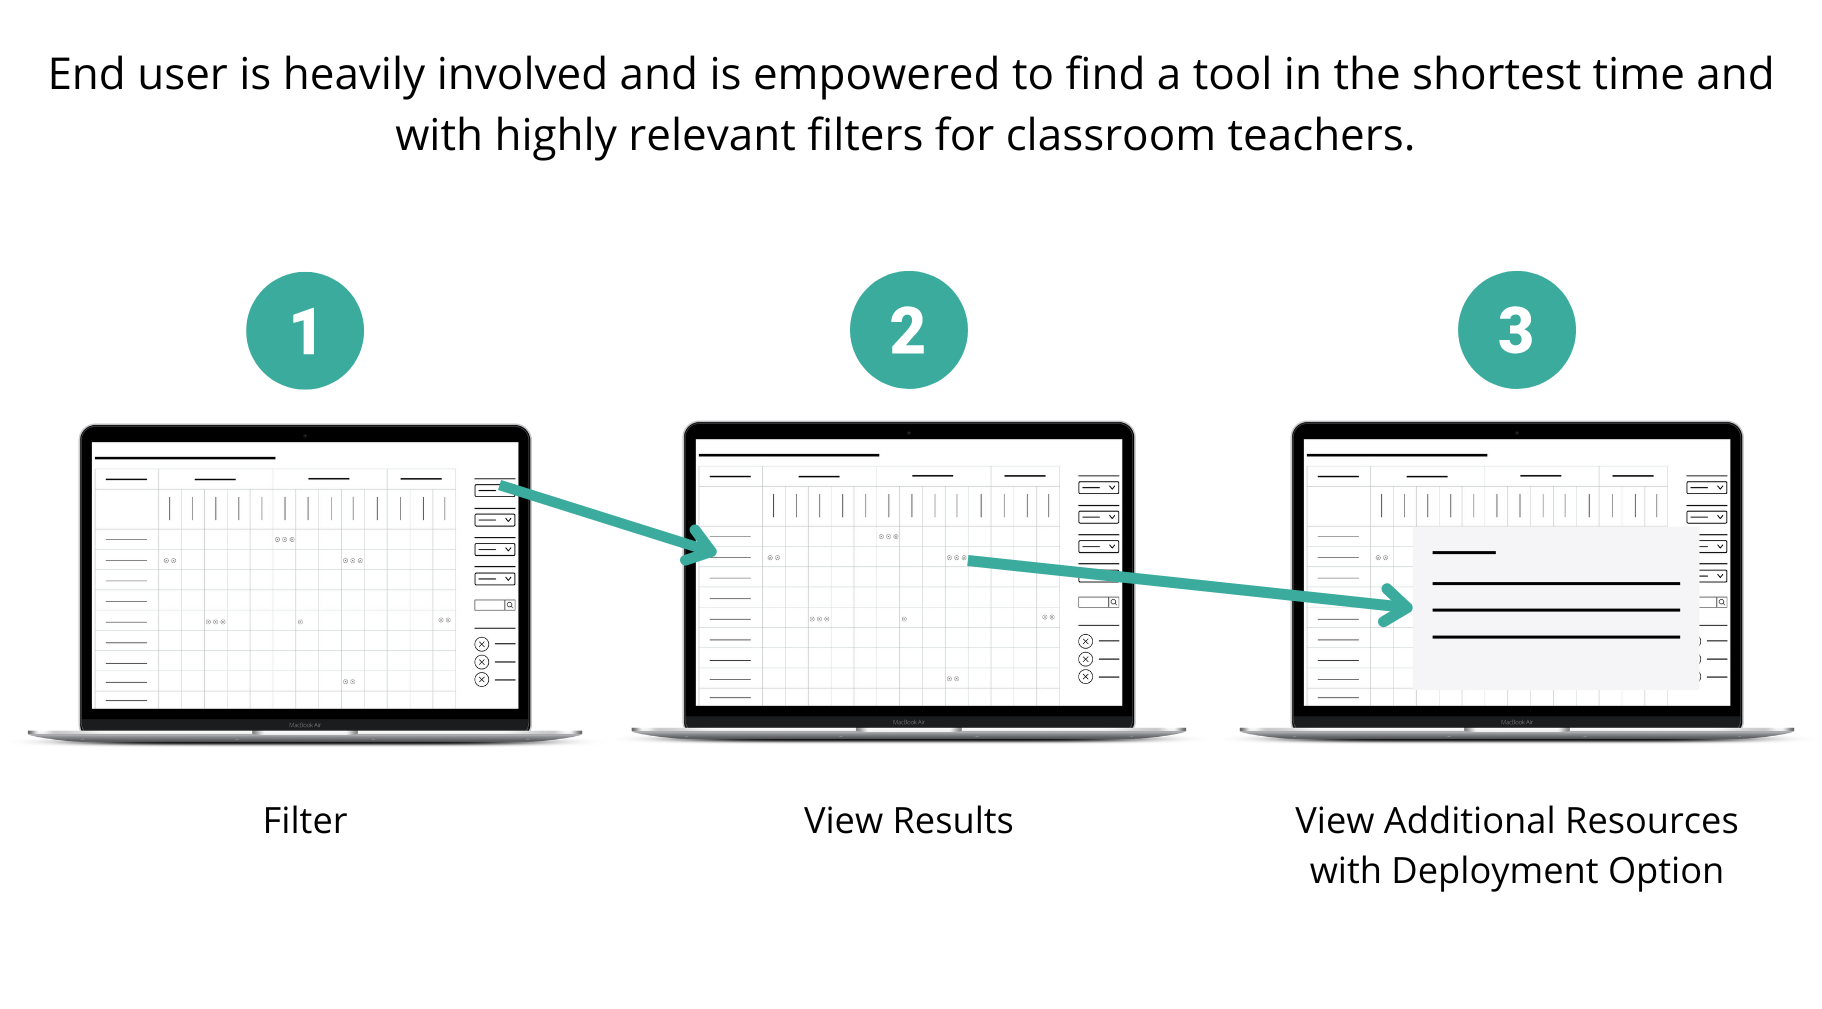 End user is heavily involved and is empowered to find a tool in the shortest time and
with highly relevant filters for classroom teachers.
1
2
3
MacBook Air
MacBook Air
MacBook Air
Filter
View Results
View Additional Resources
with Deployment Option